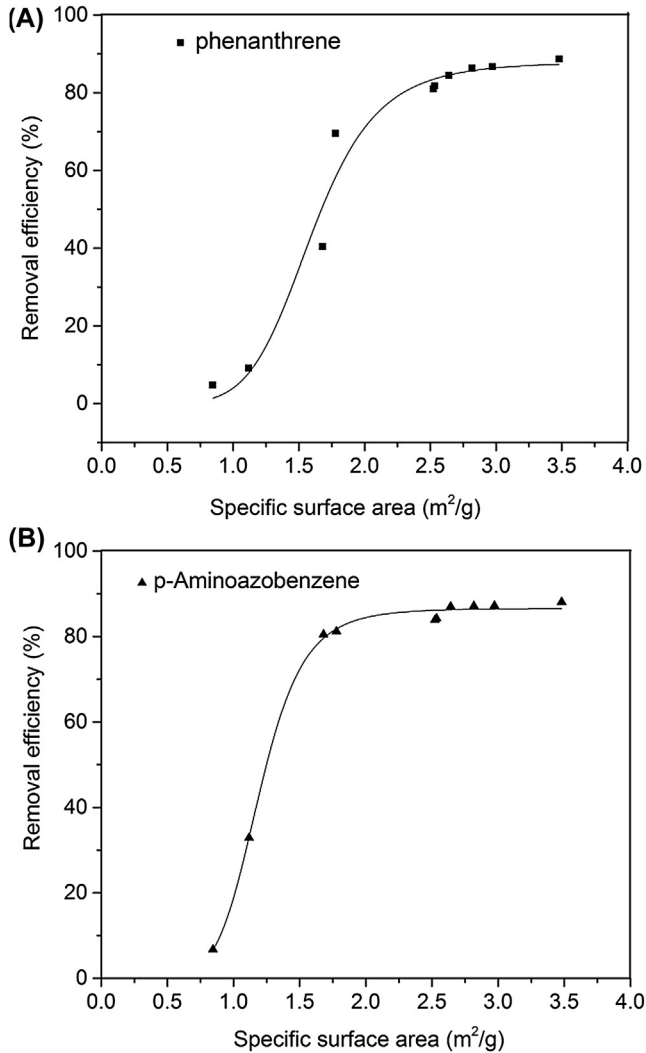 (A)
100
phenanthrene
80
60
40
20
0
Removal efficiency (%)
0.0 0.5 1.0 1.5 2.0 2.5 3.0 3.5 4.0
Specific surface area (m²/g)
(B)
100
p-Aminoazobenzene
80
60
40
20
0
Removal efficiency (%)
0.0 0.5 1.0 1.5 2.0 2.5 3.0 3.5 4.0
Specific surface area (m²/g)